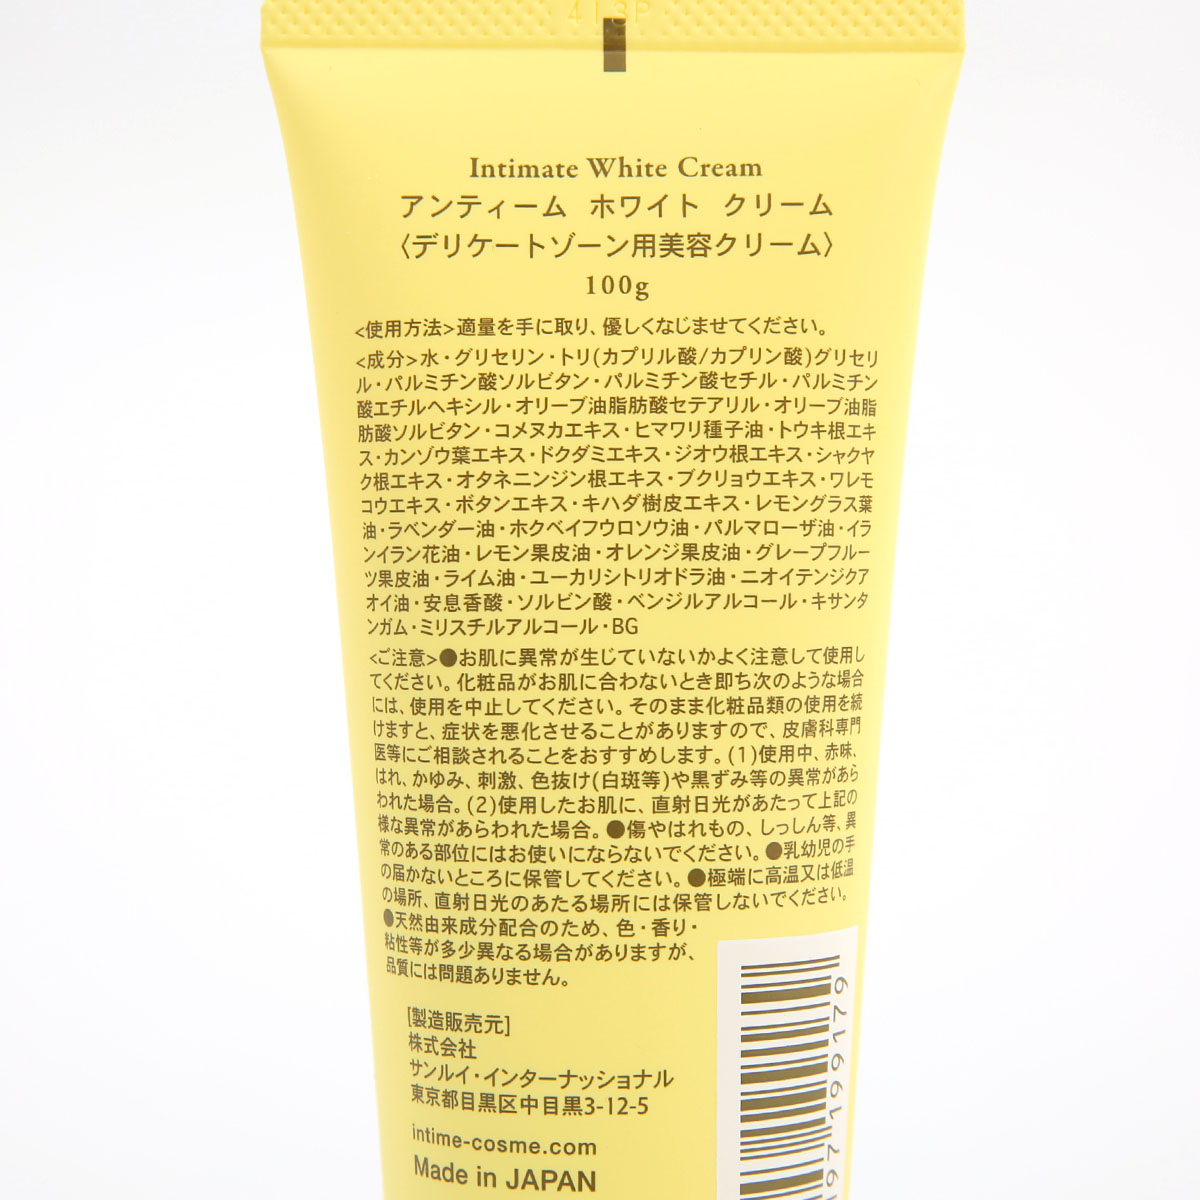 413P
Intimate White Cream
アンティーム ホワイト クリーム
〈デリケートゾーン用美容クリーム〉
100g
<使用方法>適量を手に取り、優しくなじませてください。
<成分>水・グリセリン・トリ(カプリル酸/カプリン酸)グリセリ
ル・パルミチン酸ソルビタン・パルミチン酸セチル・パルミチン
酸エチルヘキシル・オリーブ油脂肪酸セテアリル・オリーブ油脂
肪酸ソルビタン・コメヌカエキス・ヒマワリ種子油・トウキ根エキ
ス・カンゾウ葉エキス・ドクダミエキス・ジオウ根エキス・シャクヤ
ク根エキス・オタネニンジン根エキス・ブクリョウエキス・ワレモ
コウエキス・ボタンエキス・キハダ樹皮エキス・レモングラス葉
油・ラベンダー油・ホクベイフウロソウ油・パルマローザ油・イラ
ンイラン花油・レモン果皮油・オレンジ果皮油・グレープフルー
ツ果皮油・ライム油・ユーカリシトリオドラ油・ニオイテンジクア
オイ油・安息香酸・ソルビン酸・ベンジルアルコール・キサンタ
ンガム・ミリスチルアルコール・BG
<ご注意>●お肌に異常が生じていないかよく注意して使用し
てください。化粧品がお肌に合わないとき即ち次のような場合
には、使用を中止してください。そのまま化粧品類の使用を続
けますと、症状を悪化させることがありますので、皮膚科専門
医等にご相談されることをおすすめします。(1)使用中、赤味、
はれ、かゆみ、刺激、色抜け(白斑等)や黒ずみ等の異常があら
われた場合。(2)使用したお肌に、直射日光があたって上記の
様な異常があらわれた場合。●傷やはれもの、しっしん等、異
常のある部位にはお使いにならないでください。●乳幼児の手
の届かないところに保管してください。●極端に高温又は低温
の場所、直射日光のあたる場所には保管しないでください。
●天然由来成分配合のため、色・香り・
粘性等が多少異なる場合がありますが、
品質には問題ありません。
[製造販売元]
株式会社
サンルイ・インターナッショナル
東京都目黒区中目黒3-12-5
intime-cosme.com
Made in JAPAN
97199179